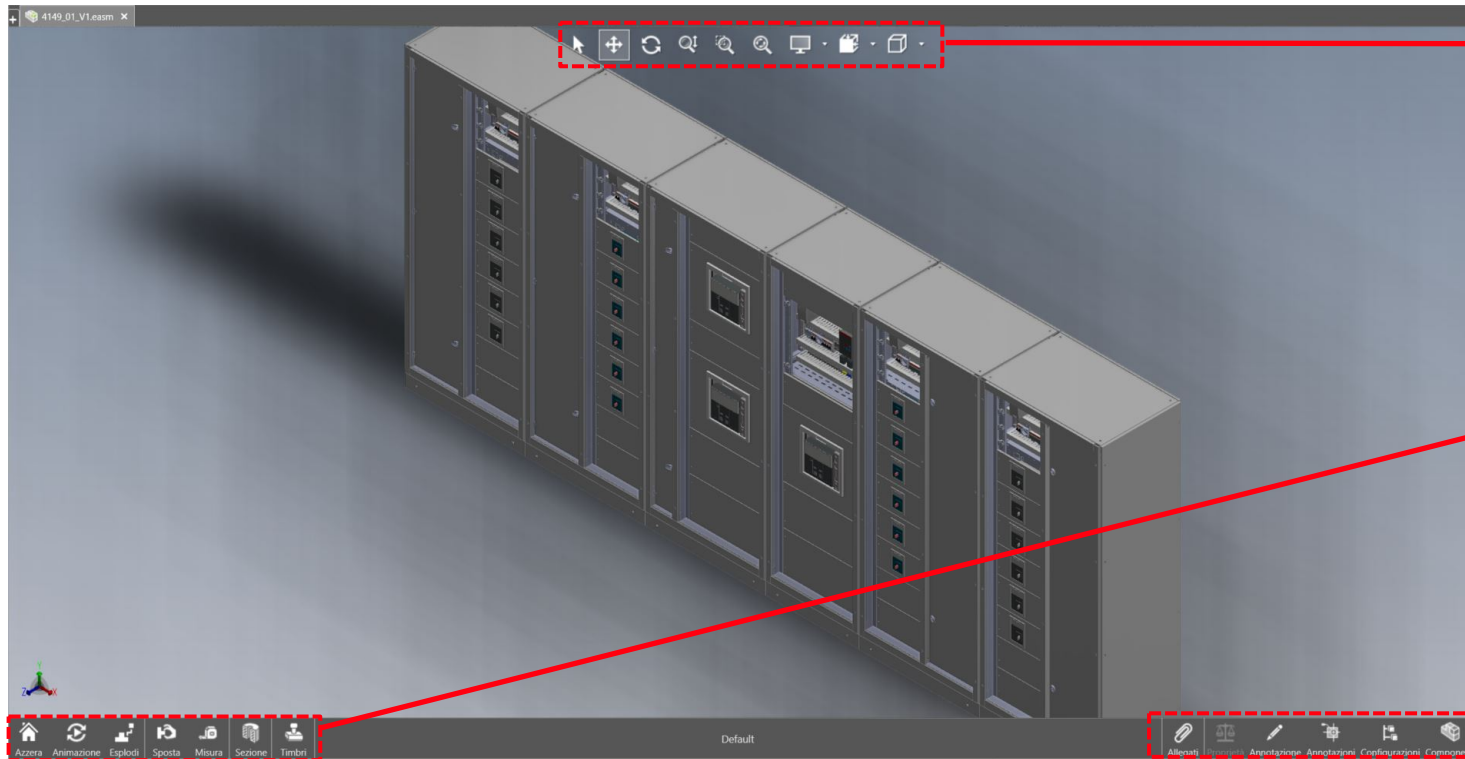 4149_01_V1.easm
Y
Z X
Azzera Animazione Esplodi Sposta Misura Sezione Timbri
Default
Allegati Proprietà Annotazione Annotazioni Configurazioni